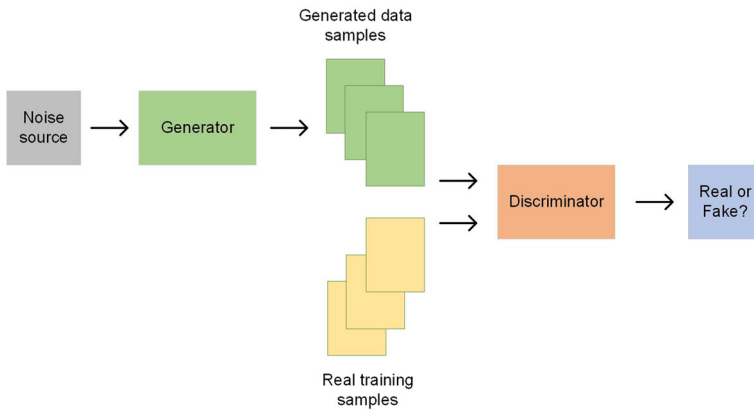 Generated data
samples
Noise
source
Generator
Discriminator
Real or
Fake?
Real training
samples